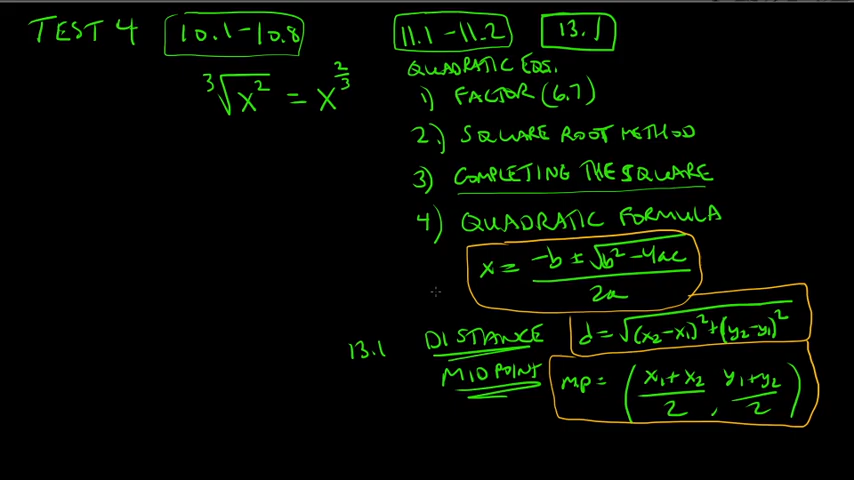 TEST 4 10.1-10.8 11.1-11.2 13.1
∛x² = x^(2/3)
QUADRATIC EQS.
1) FACTOR (6.7)
2.) SQUARE ROOT METHOD
3) COMPLETING THE SQUARE
4) QUADRATIC FORMULA
x = (-b ± √(b² - 4ac)) / 2a
13.1 DISTANCE d = √((x₂-x₁)² + (y₂-y₁)²)
MIDPOINT mp = ((x₁+x₂)/2, (y₁+y₂)/2)